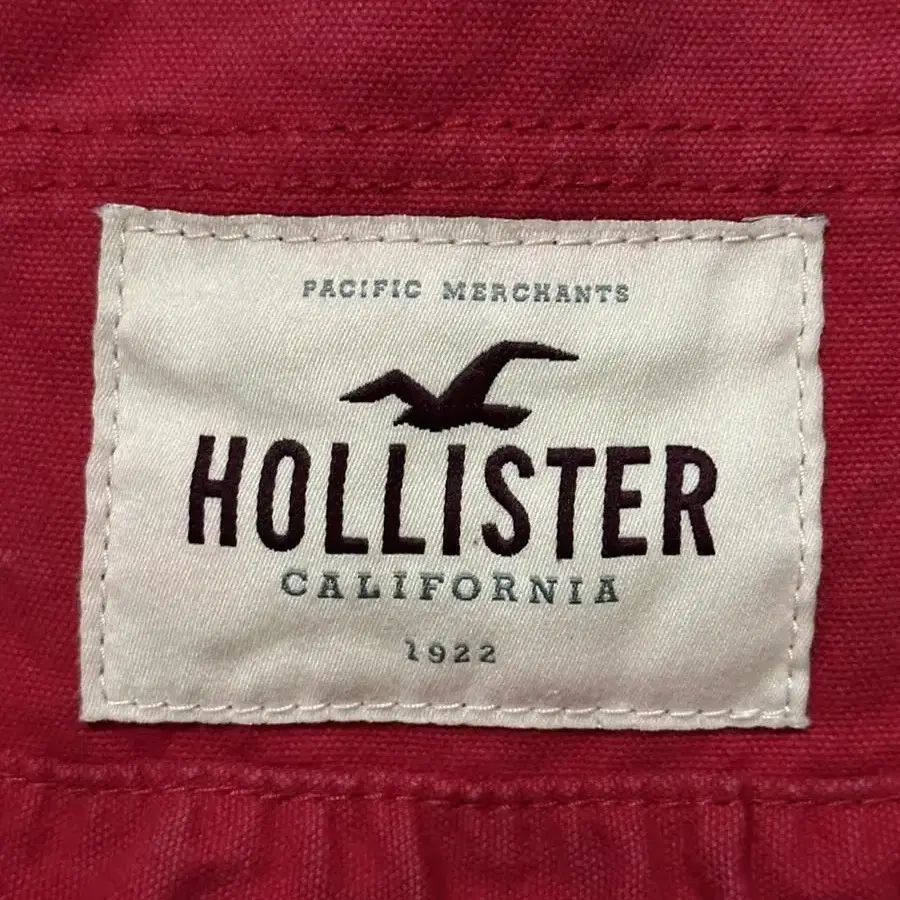 PACIFIC MERCHANTS
HOLLISTER
CALIFORNIA
1922